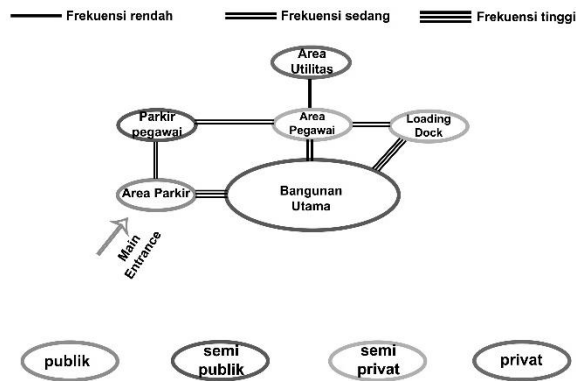 Frekuensi rendah
Frekuensi sedang
Frekuensi tinggi
Area
Utilitas
Parkir
pegawai
Area
Pegawai
Loading
Dock
Area Parkir
Bangunan
Utama
Main
Entrance
publik
semi
publik
semi
privat
privat